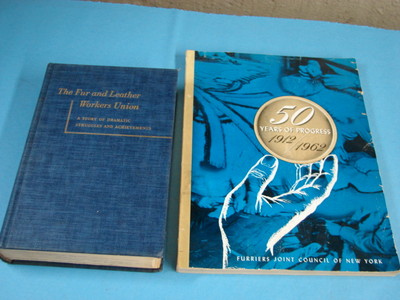 The Fur and Leather
Workers Union
A STORY OF DRAMATIC
STRUGGLES AND ACHIEVEMENTS
50
YEARS OF PROGRESS
1912
1962
FURRIERS JOINT COUNCIL OF NEW YORK